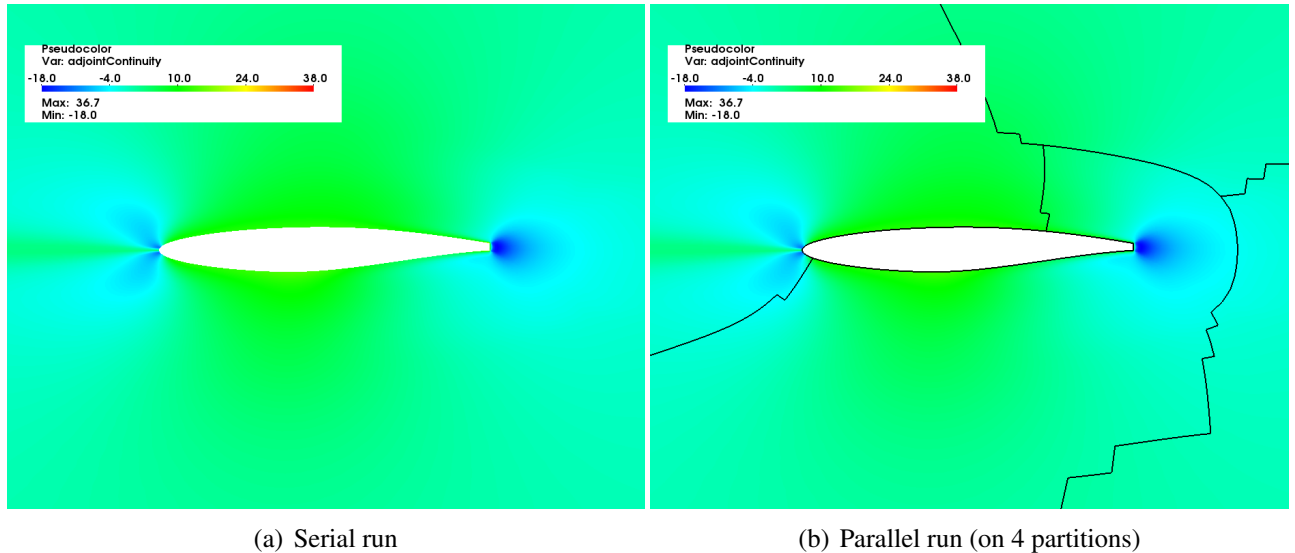 Pseudocolor
Var: adjointContinuity
-18.0 -4.0 10.0 24.0 38.0
Max: 36.7
Min: -18.0
Pseudocolor
Var: adjointContinuity
-18.0 -4.0 10.0 24.0 38.0
Max: 36.7
Min: -18.0
(a) Serial run
(b) Parallel run (on 4 partitions)